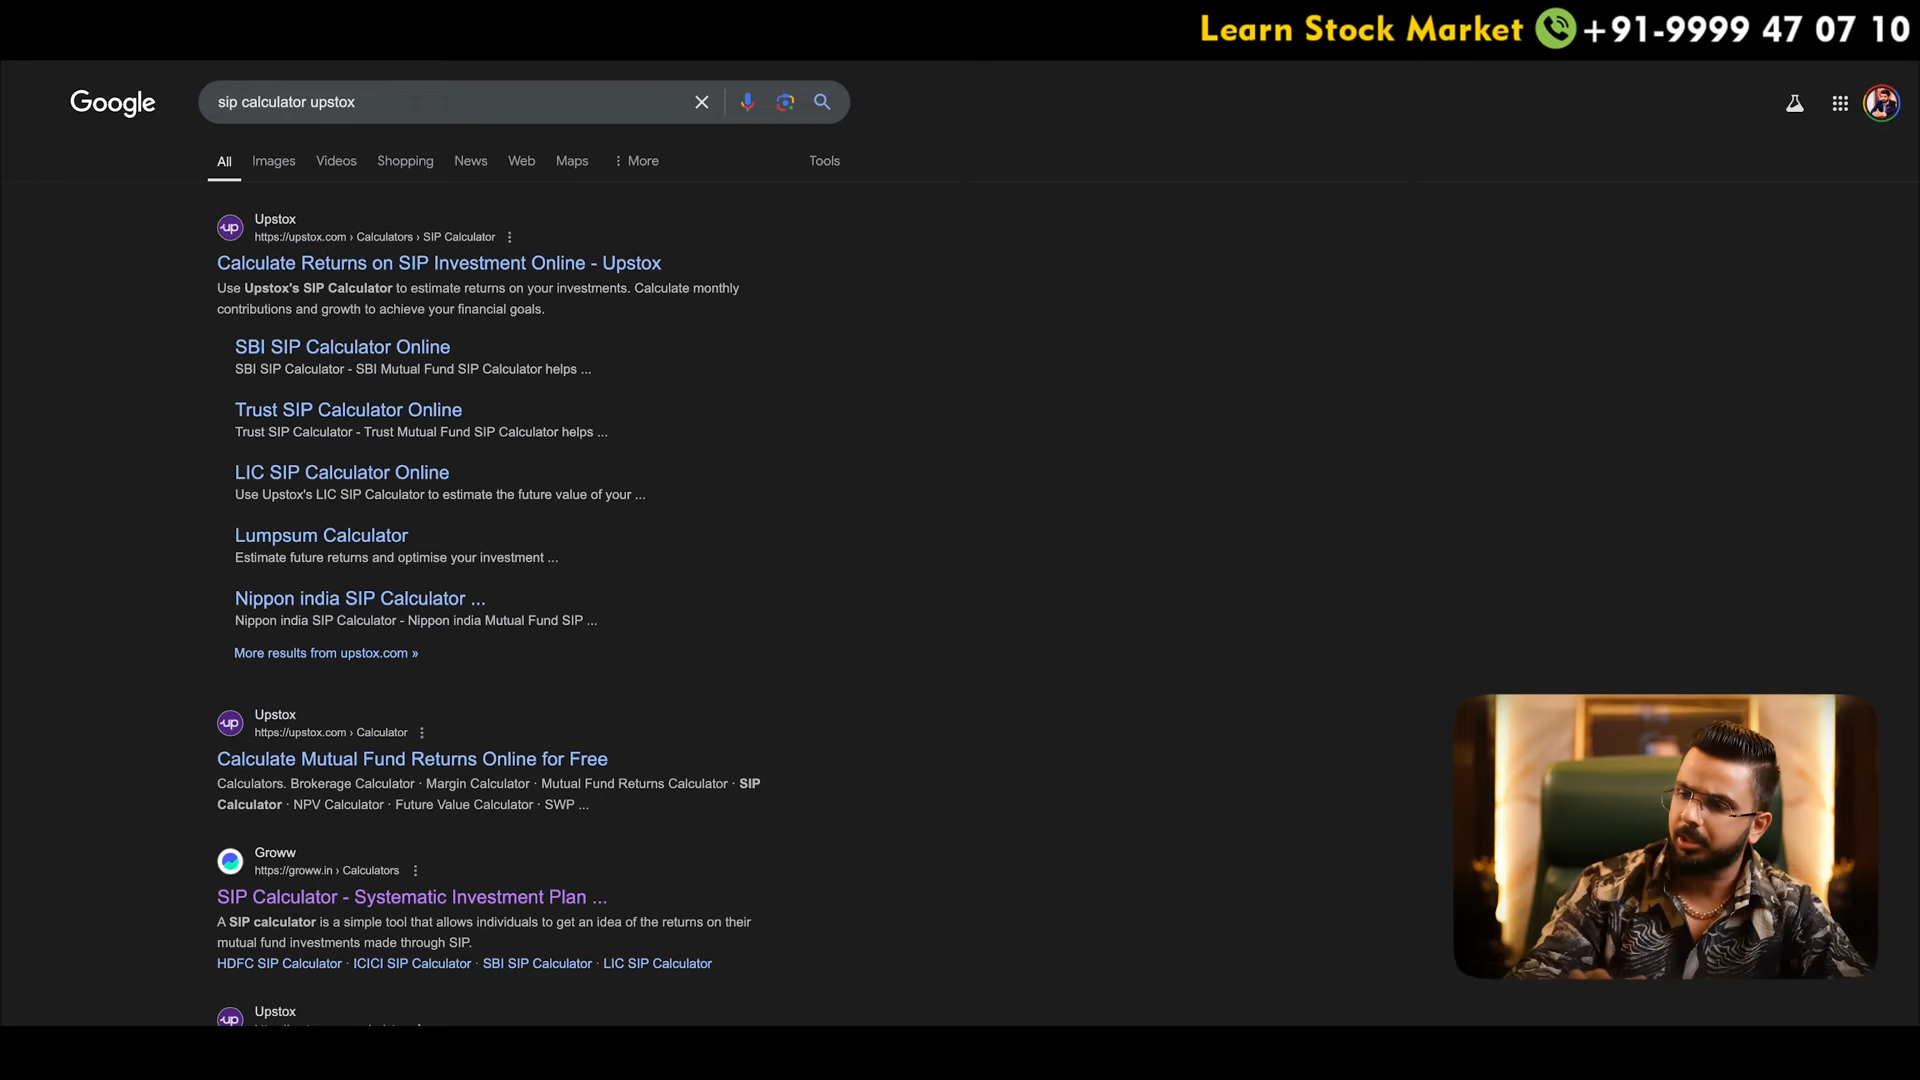 Learn Stock Market +91-9999 47 07 10
Google
sip calculator upstox
All Images Videos Shopping News Web Maps More Tools
Upstox
https://upstox.com › Calculators › SIP Calculator
Calculate Returns on SIP Investment Online - Upstox
Use Upstox's SIP Calculator to estimate returns on your investments. Calculate monthly
contributions and growth to achieve your financial goals.
SBI SIP Calculator Online
SBI SIP Calculator - SBI Mutual Fund SIP Calculator helps ...
Trust SIP Calculator Online
Trust SIP Calculator - Trust Mutual Fund SIP Calculator helps ...
LIC SIP Calculator Online
Use Upstox's LIC SIP Calculator to estimate the future value of your ...
Lumpsum Calculator
Estimate future returns and optimise your investment ...
Nippon india SIP Calculator ...
Nippon india SIP Calculator - Nippon india Mutual Fund SIP ...
More results from upstox.com »
Upstox
https://upstox.com › Calculator
Calculate Mutual Fund Returns Online for Free
Calculators. Brokerage Calculator · Margin Calculator · Mutual Fund Returns Calculator · SIP
Calculator · NPV Calculator · Future Value Calculator · SWP ...
Groww
https://groww.in › Calculators
SIP Calculator - Systematic Investment Plan ...
A SIP calculator is a simple tool that allows individuals to get an idea of the returns on their
mutual fund investments made through SIP.
HDFC SIP Calculator · ICICI SIP Calculator · SBI SIP Calculator · LIC SIP Calculator
Upstox